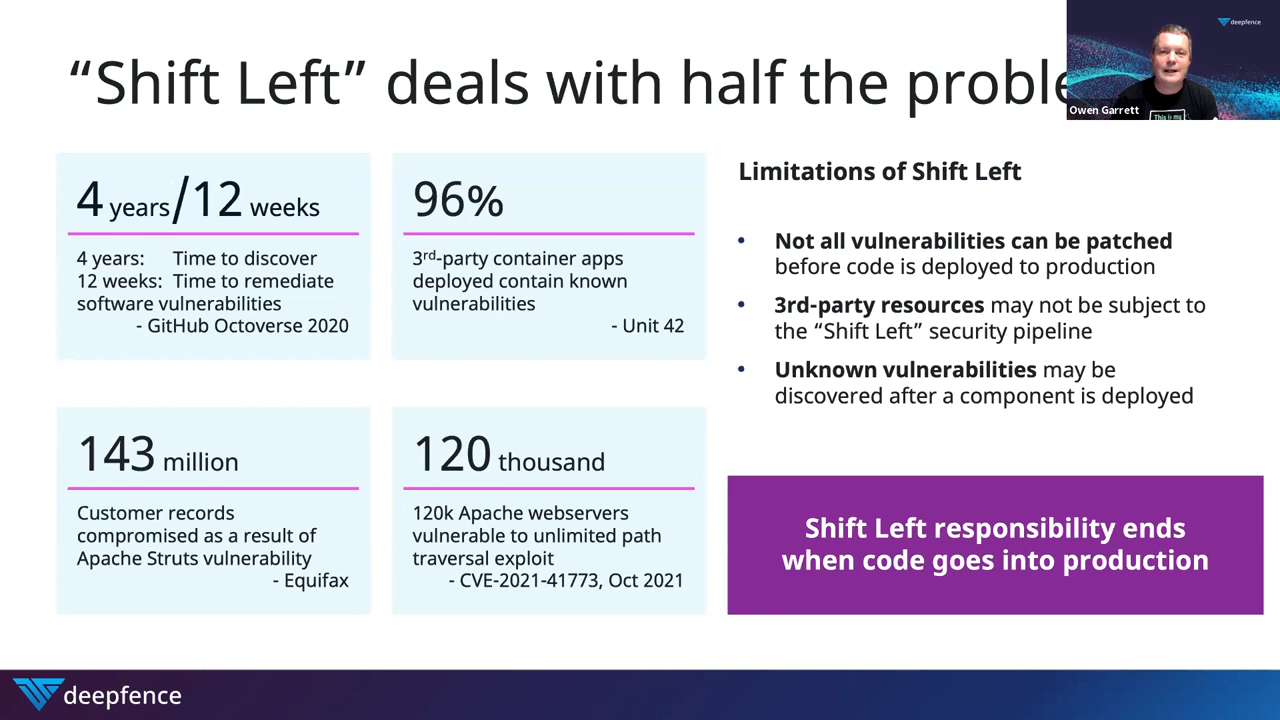 “Shift Left” deals with half the proble
deepfence
Owen Garrett
This is my
4 years/12 weeks
4 years: Time to discover
12 weeks: Time to remediate
software vulnerabilities
- GitHub Octoverse 2020
96%
3rd-party container apps
deployed contain known
vulnerabilities
- Unit 42
143 million
Customer records
compromised as a result of
Apache Struts vulnerability
- Equifax
120 thousand
120k Apache webservers
vulnerable to unlimited path
traversal exploit
- CVE-2021-41773, Oct 2021
Limitations of Shift Left
• Not all vulnerabilities can be patched
before code is deployed to production
• 3rd-party resources may not be subject to
the “Shift Left” security pipeline
• Unknown vulnerabilities may be
discovered after a component is deployed
Shift Left responsibility ends
when code goes into production
deepfence